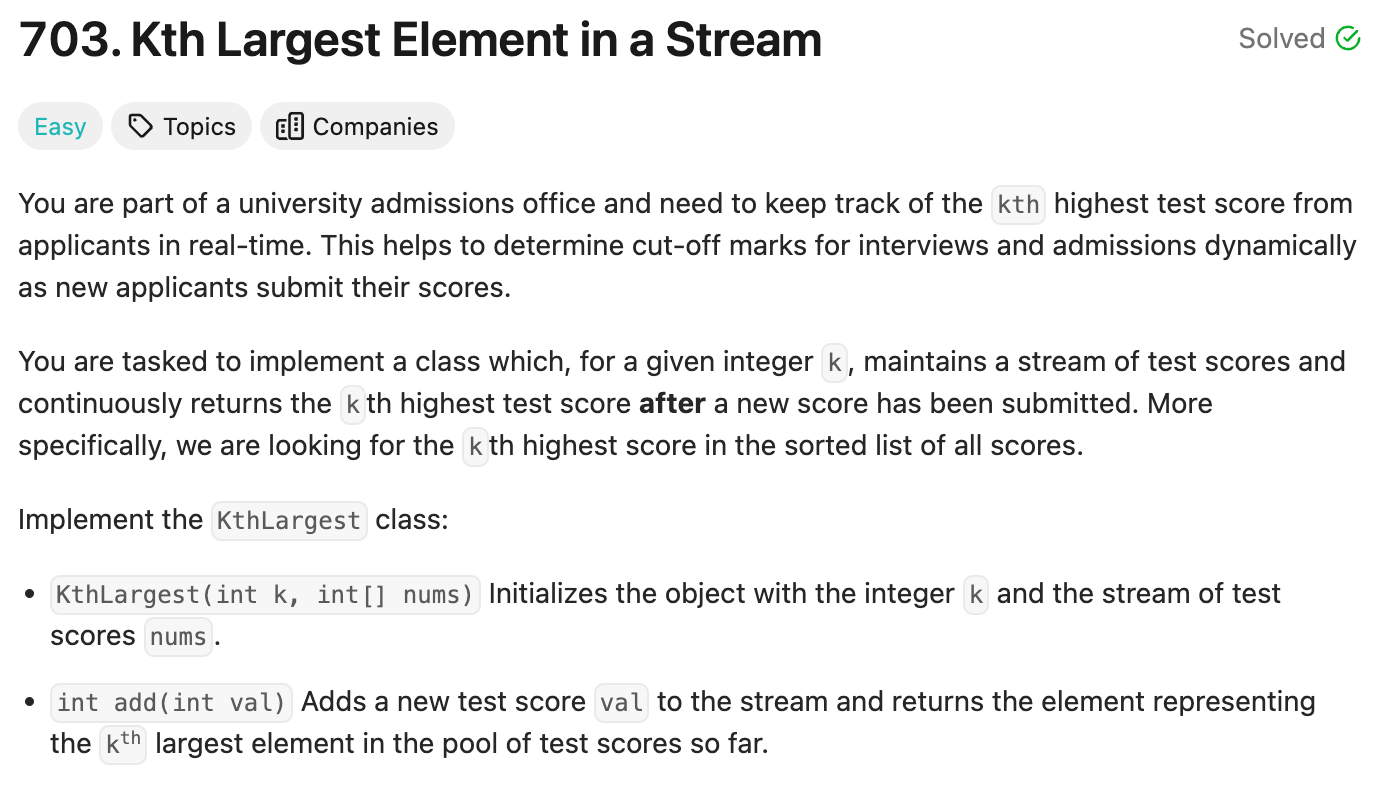 703. Kth Largest Element in a Stream
Solved
Easy
Topics
Companies
You are part of a university admissions office and need to keep track of the kth highest test score from
applicants in real-time. This helps to determine cut-off marks for interviews and admissions dynamically
as new applicants submit their scores.
You are tasked to implement a class which, for a given integer k, maintains a stream of test scores and
continuously returns the kth highest test score after a new score has been submitted. More
specifically, we are looking for the kth highest score in the sorted list of all scores.
Implement the KthLargest class:
• KthLargest(int k, int[] nums) Initializes the object with the integer k and the stream of test
scores nums.
• int add(int val) Adds a new test score val to the stream and returns the element representing
the kth largest element in the pool of test scores so far.